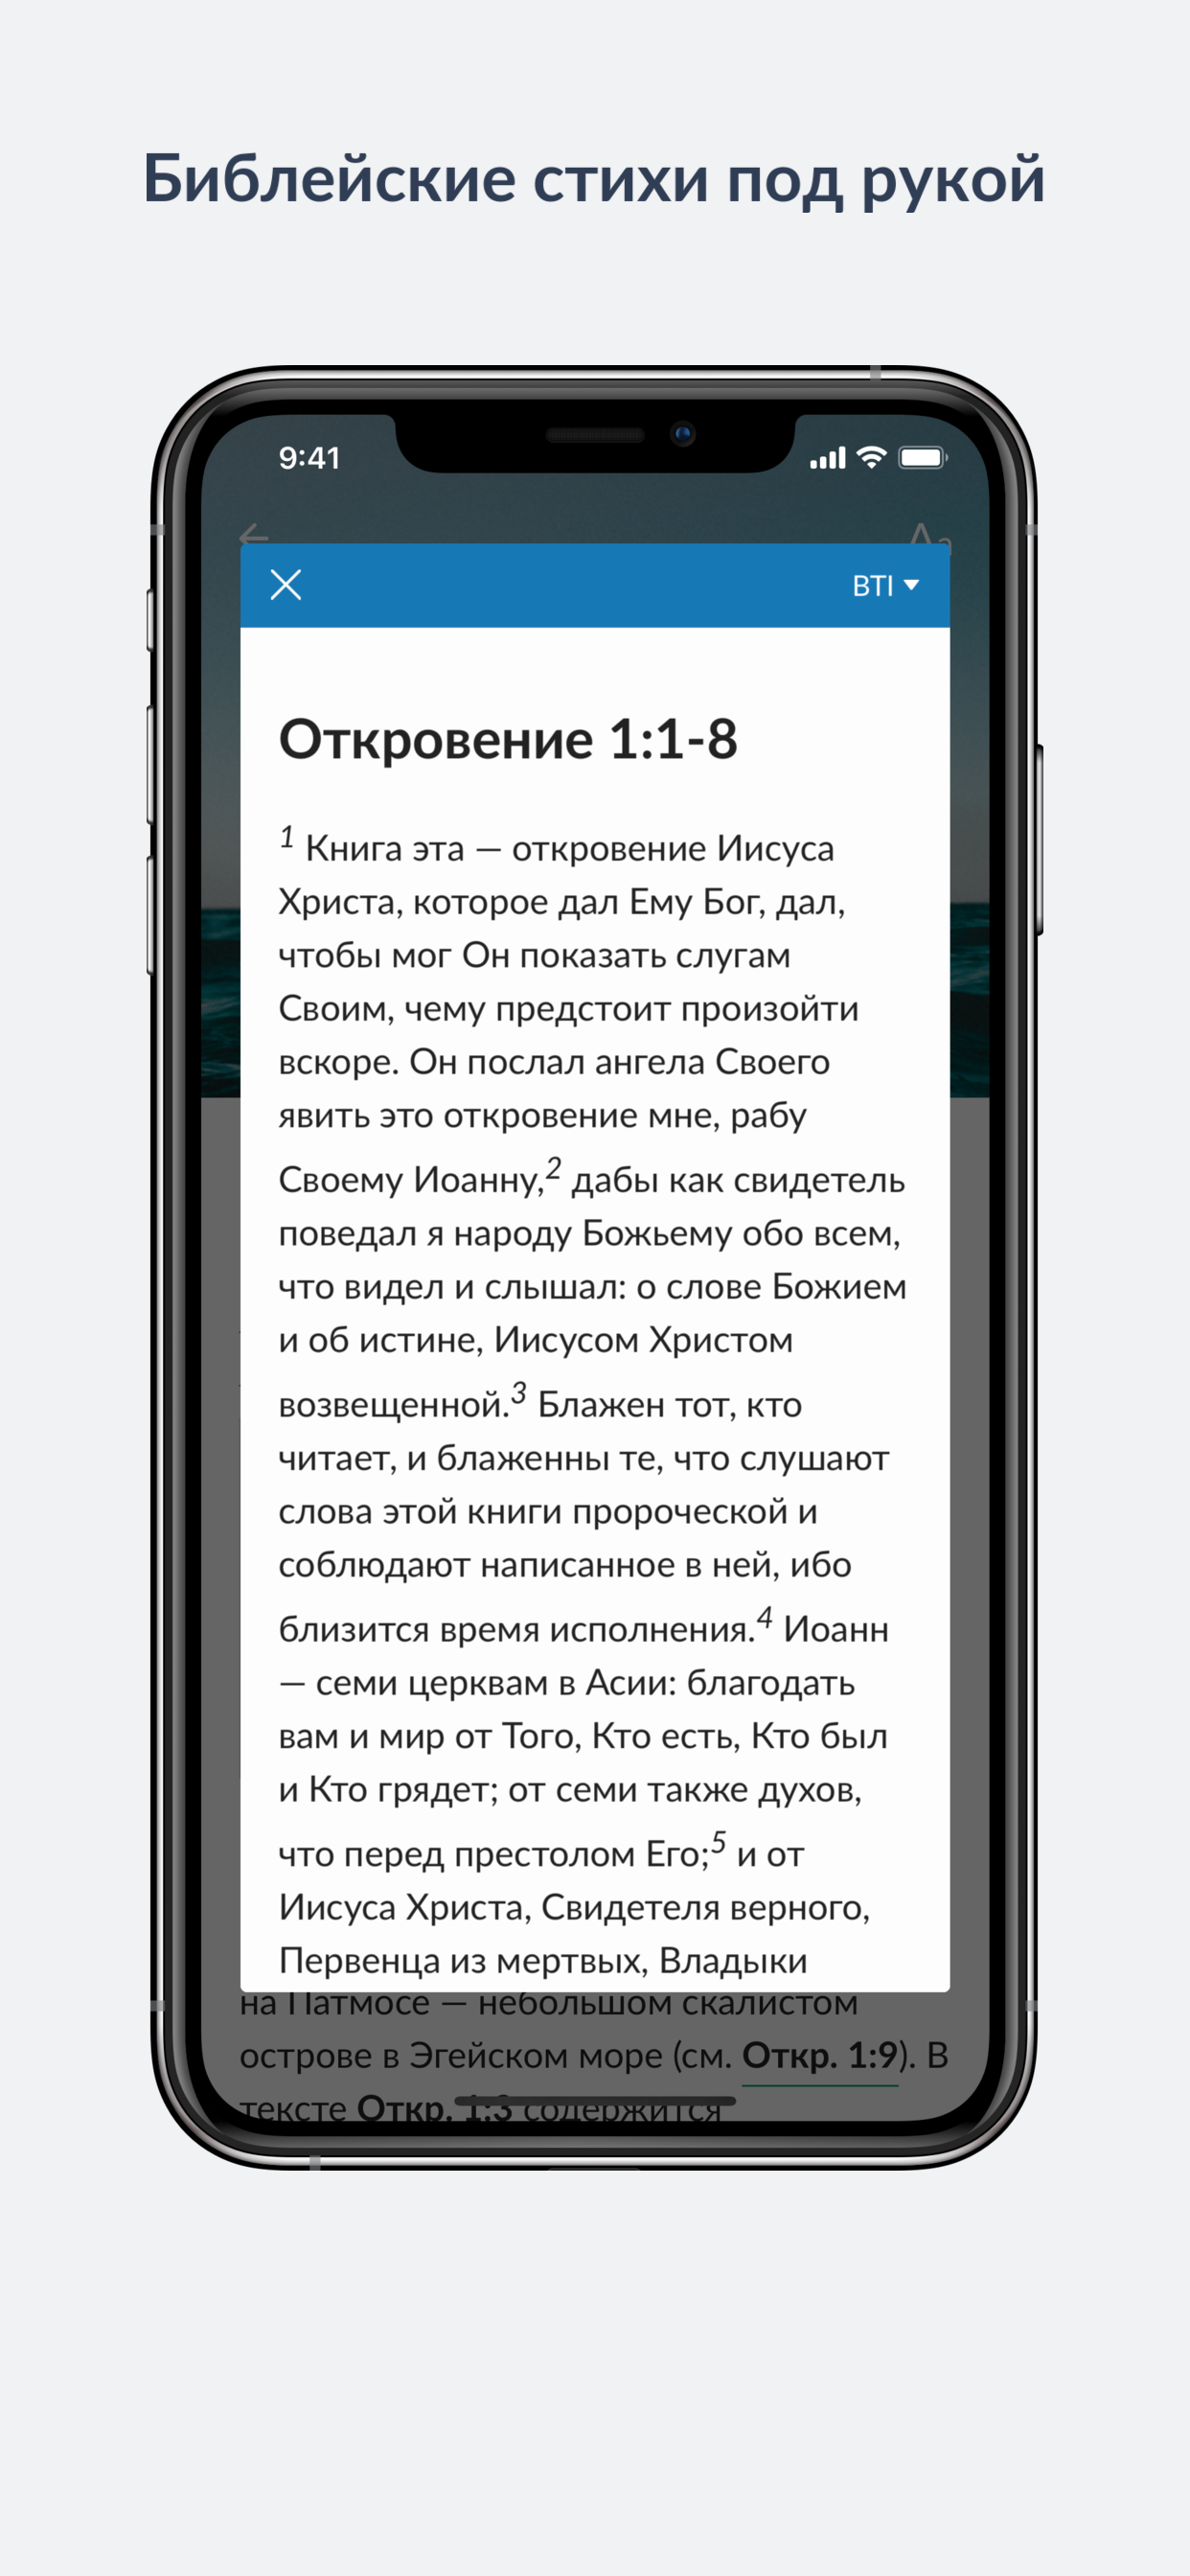 Библейские стихи под рукой
9:41
Aa
BTI
Откровение 1:1-8
1 Книга эта — откровение Иисуса
Христа, которое дал Ему Бог, дал,
чтобы мог Он показать слугам
Своим, чему предстоит произойти
вскоре. Он послал ангела Своего
явить это откровение мне, рабу
Своему Иоанну,2 дабы как свидетель
поведал я народу Божьему обо всем,
что видел и слышал: о слове Божием
и об истине, Иисусом Христом
возвещенной.3 Блажен тот, кто
читает, и блаженны те, что слушают
слова этой книги пророческой и
соблюдают написанное в ней, ибо
близится время исполнения.4 Иоанн
— семи церквам в Асии: благодать
вам и мир от Того, Кто есть, Кто был
и Кто грядет; от семи также духов,
что перед престолом Его;5 и от
Иисуса Христа, Свидетеля верного,
Первенца из мертвых, Владыки
на Патмосе — небольшом скалистом
острове в Эгейском море (см. Откр. 1:9). В
тексте Откр. 1:3 содержится